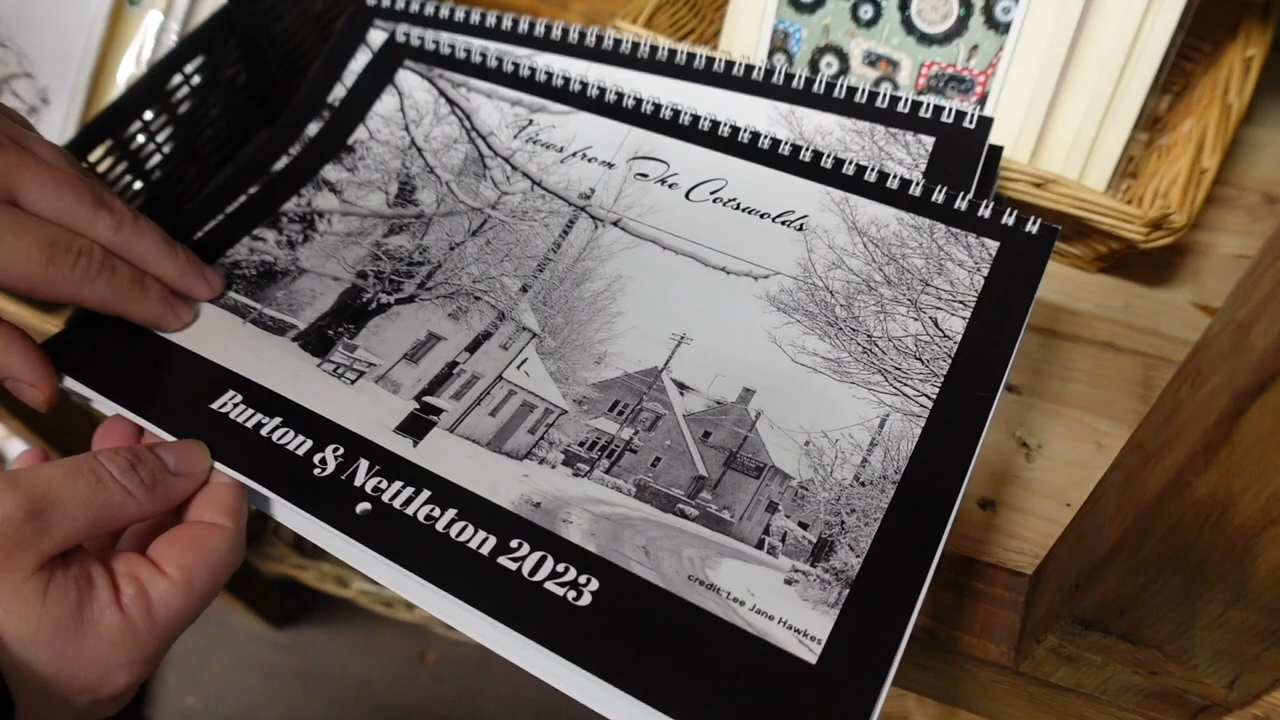 Views from The Cotswolds
Burton & Nettleton 2023
credit: Lee Jane Hawkes